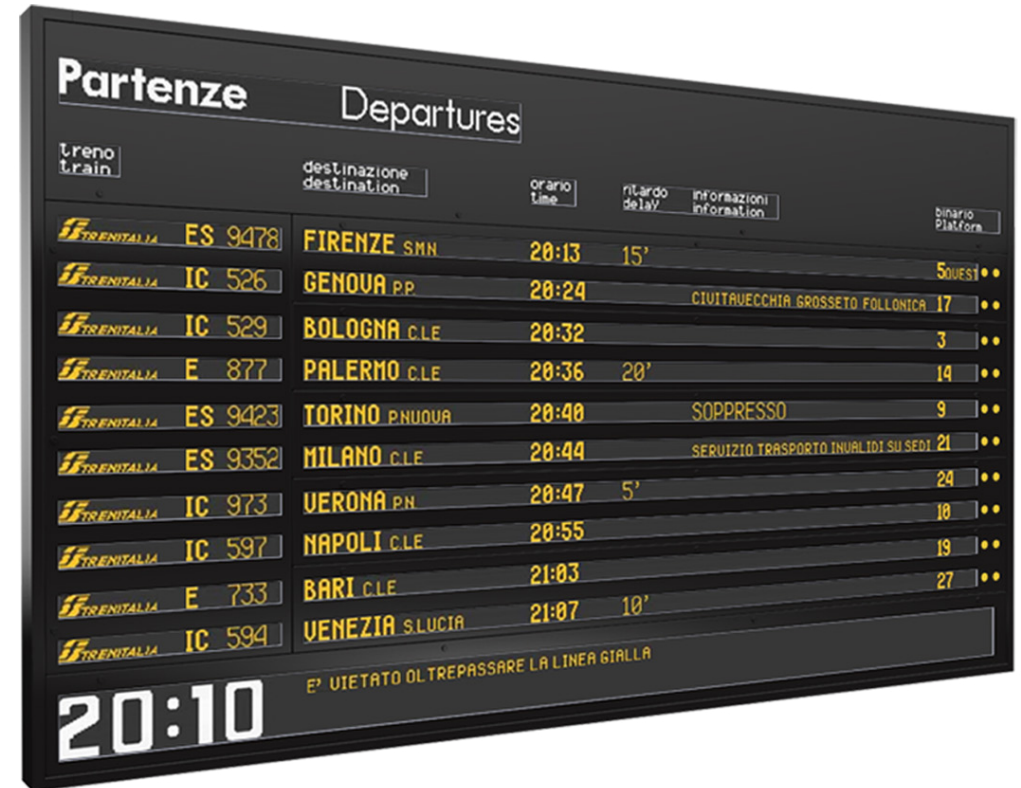 Partenze Departures
treno destinazione orario ritardo informazioni binario
train destination time delay information Platform
TRENITALIA ES 9478 FIRENZE S.M.N 20:13 15' 5OVEST
TRENITALIA IC 526 GENOVA P.P. 20:24 CIVITAVECCHIA GROSSETO FOLLONICA 17
TRENITALIA IC 529 BOLOGNA C.LE 20:32 3
TRENITALIA E 877 PALERMO C.LE 20:36 20' 14
TRENITALIA ES 9423 TORINO P.NUOVA 20:40 SOPPRESSO 9
TRENITALIA ES 9352 MILANO C.LE 20:44 SERVIZIO TRASPORTO INVALIDI SU SEDI 21
TRENITALIA IC 973 VERONA P.N. 20:47 5' 24
TRENITALIA IC 597 NAPOLI C.LE 20:55 10
TRENITALIA E 733 BARI C.LE 21:03 19
TRENITALIA IC 594 VENEZIA S.LUCIA 21:07 10' 27
E' VIETATO OLTREPASSARE LA LINEA GIALLA
20:10